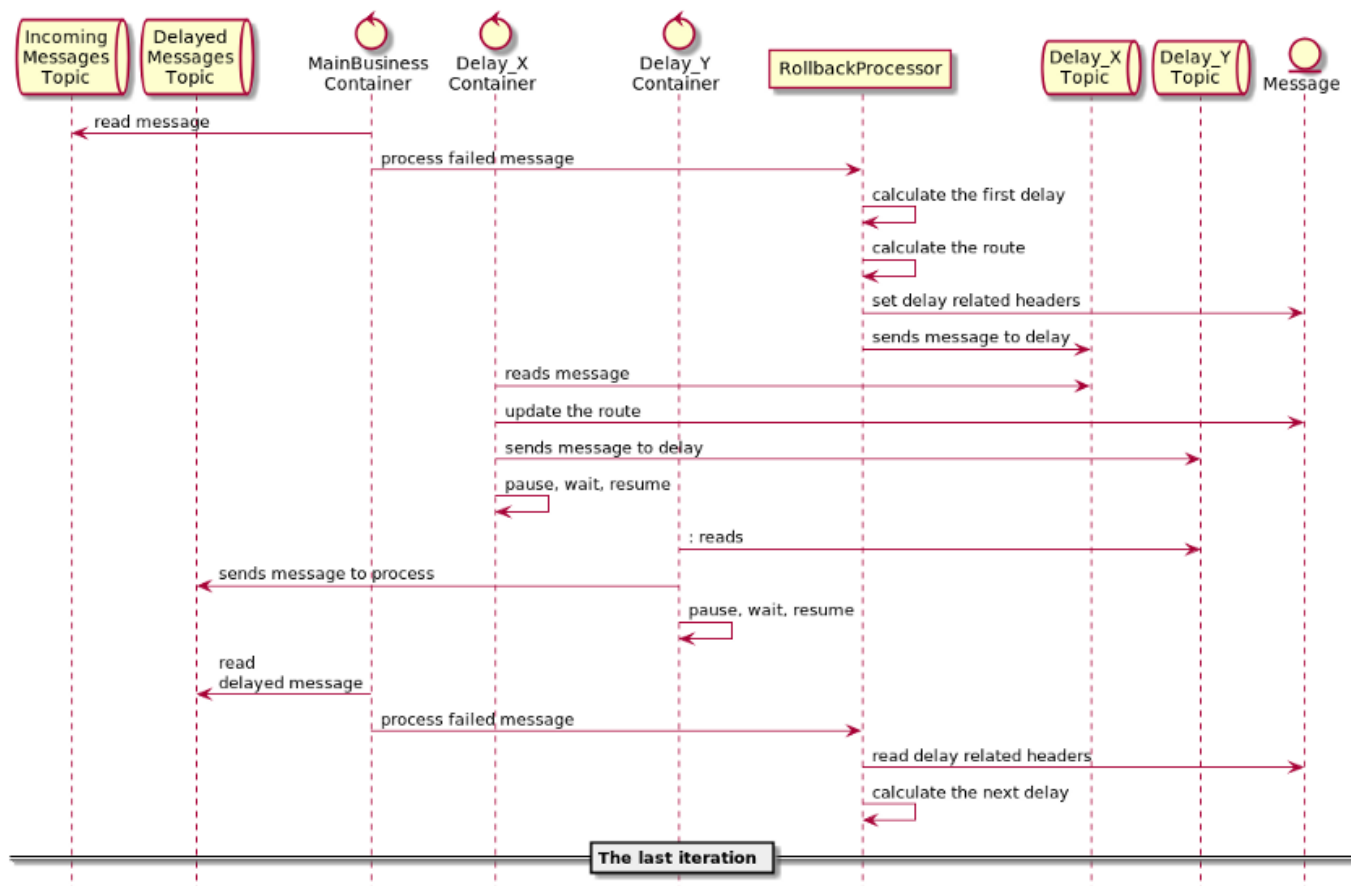 Incoming
Messages
Topic
Delayed
Messages
Topic
MainBusiness
Container
Delay_X
Container
Delay_Y
Container
RollbackProcessor
Delay_X
Topic
Delay_Y
Topic
Message
read message
process failed message
calculate the first delay
calculate the route
set delay related headers
sends message to delay
reads message
update the route
sends message to delay
pause, wait, resume
: reads
sends message to process
pause, wait, resume
read
delayed message
process failed message
read delay related headers
calculate the next delay
The last iteration